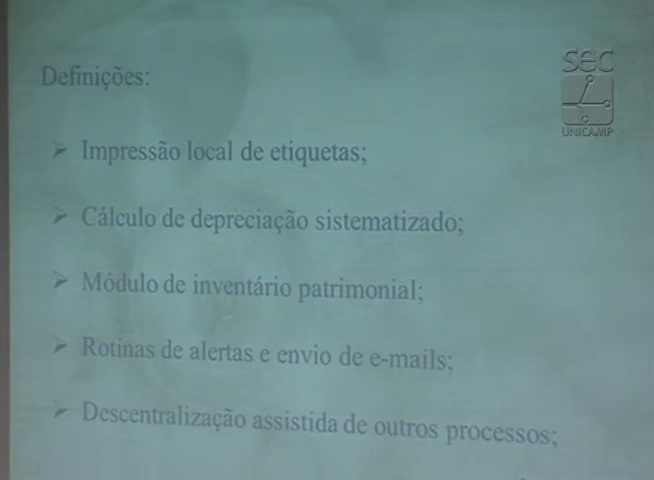 Definições:
sec
UNICAMP
➢ Impressão local de etiquetas;
➢ Cálculo de depreciação sistematizado;
➢ Módulo de inventário patrimonial;
➢ Rotinas de alertas e envio de e-mails;
➢ Descentralização assistida de outros processos;